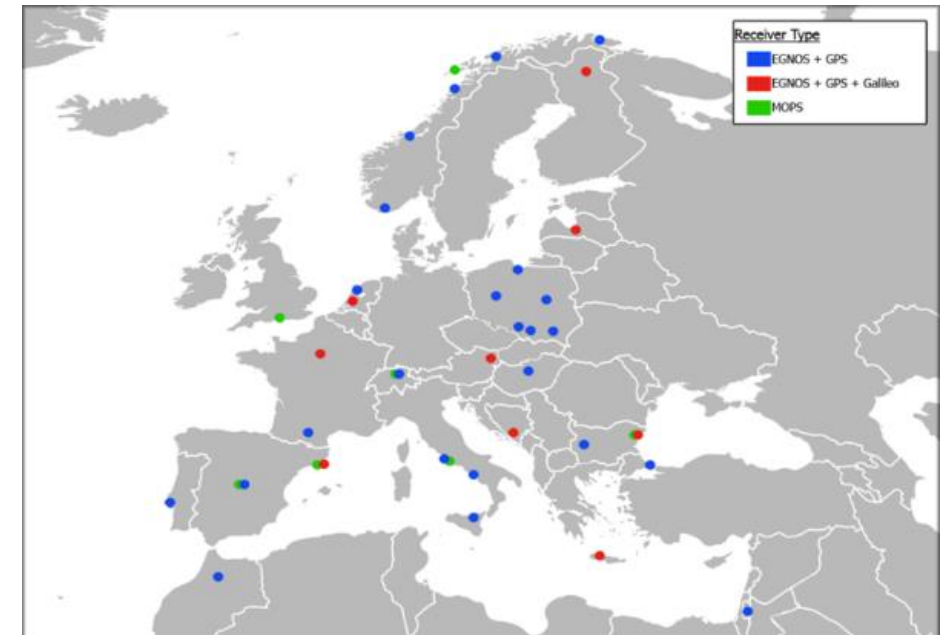 Receiver Type
EGNOS + GPS
EGNOS + GPS + Galileo
MOPS